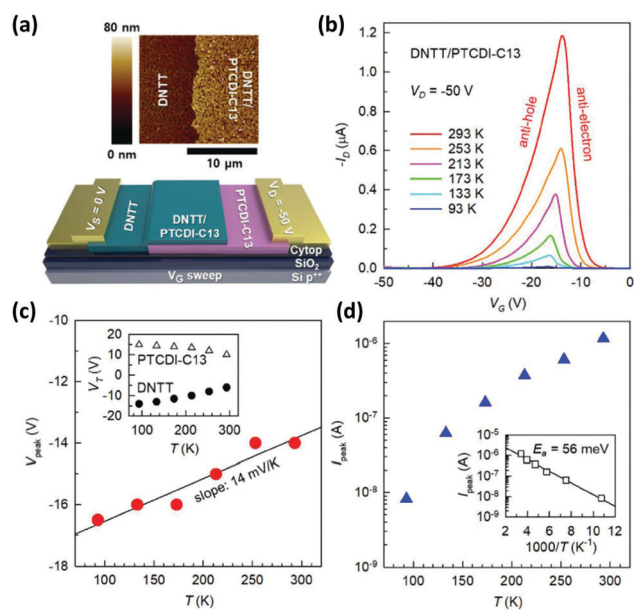 (a)
80 nm
0 nm
DNTT
DNTT/
PTCDI-C13
10 µm
V_S = 0 V
DNTT
DNTT/
PTCDI-C13
PTCDI-C13
V_D = -50 V
Cytop
SiO₂
Si p⁺⁺
V_G sweep
(b)
DNTT/PTCDI-C13
V_D = -50 V
293 K
253 K
213 K
173 K
133 K
93 K
anti-hole
anti-electron
-I_D (µA)
1.2
1.0
0.8
0.6
0.4
0.2
0.0
-50 -40 -30 -20 -10 0
V_G (V)
(c)
V_peak (V)
-10
-12
-14
-16
-18
20
15
10
5
0
-5
-10
-15
-20
V_T (V)
PTCDI-C13
DNTT
100 150 200 250 300
T (K)
slope: 14 mV/K
100 150 200 250 300
T (K)
(d)
I_peak (A)
10⁻⁶
10⁻⁷
10⁻⁸
10⁻⁹
I_peak (A)
10⁻⁵
10⁻⁶
10⁻⁷
10⁻⁸
10⁻⁹
E_a = 56 meV
2 4 6 8 10 12
1000/T (K⁻¹)
100 150 200 250 300
T (K)